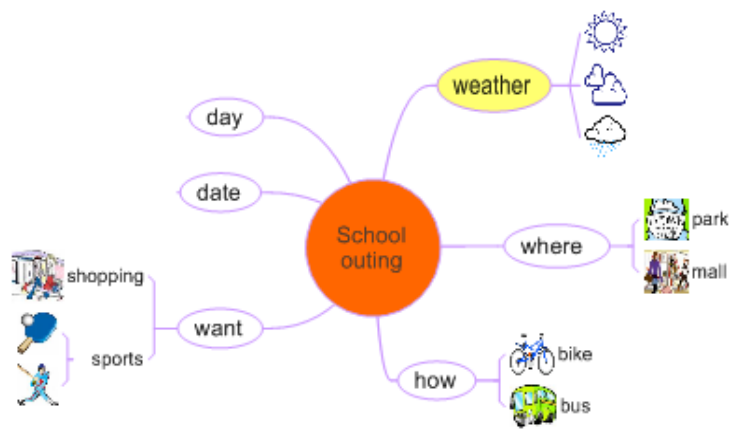 weather
day
date
School
outing
where
park
mall
shopping
want
sports
how
bike
bus